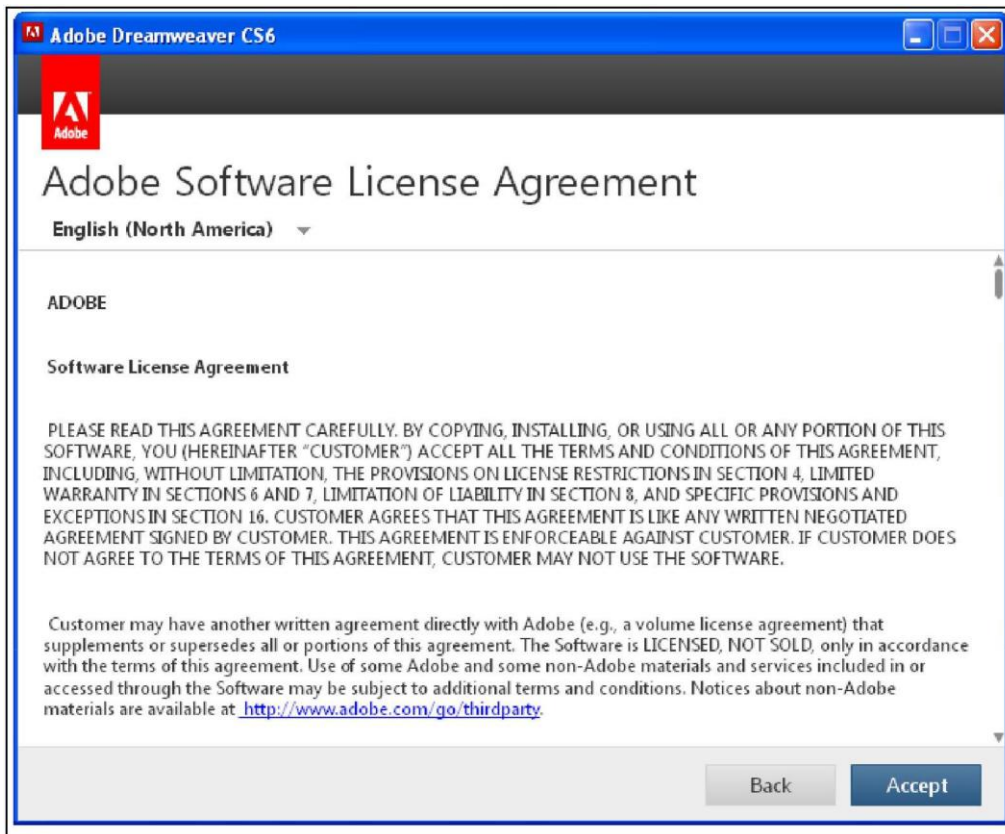 Adobe Dreamweaver CS6
Adobe
Adobe Software License Agreement
English (North America)
ADOBE
Software License Agreement
PLEASE READ THIS AGREEMENT CAREFULLY. BY COPYING, INSTALLING, OR USING ALL OR ANY PORTION OF THIS
SOFTWARE, YOU (HEREINAFTER “CUSTOMER”) ACCEPT ALL THE TERMS AND CONDITIONS OF THIS AGREEMENT,
INCLUDING, WITHOUT LIMITATION, THE PROVISIONS ON LICENSE RESTRICTIONS IN SECTION 4, LIMITED
WARRANTY IN SECTIONS 6 AND 7, LIMITATION OF LIABILITY IN SECTION 8, AND SPECIFIC PROVISIONS AND
EXCEPTIONS IN SECTION 16. CUSTOMER AGREES THAT THIS AGREEMENT IS LIKE ANY WRITTEN NEGOTIATED
AGREEMENT SIGNED BY CUSTOMER. THIS AGREEMENT IS ENFORCEABLE AGAINST CUSTOMER. IF CUSTOMER DOES
NOT AGREE TO THE TERMS OF THIS AGREEMENT, CUSTOMER MAY NOT USE THE SOFTWARE.
Customer may have another written agreement directly with Adobe (e.g., a volume license agreement) that
supplements or supersedes all or portions of this agreement. The Software is LICENSED, NOT SOLD, only in accordance
with the terms of this agreement. Use of some Adobe and some non-Adobe materials and services included in or
accessed through the Software may be subject to additional terms and conditions. Notices about non-Adobe
materials are available at http://www.adobe.com/go/thirdparty.
Back
Accept